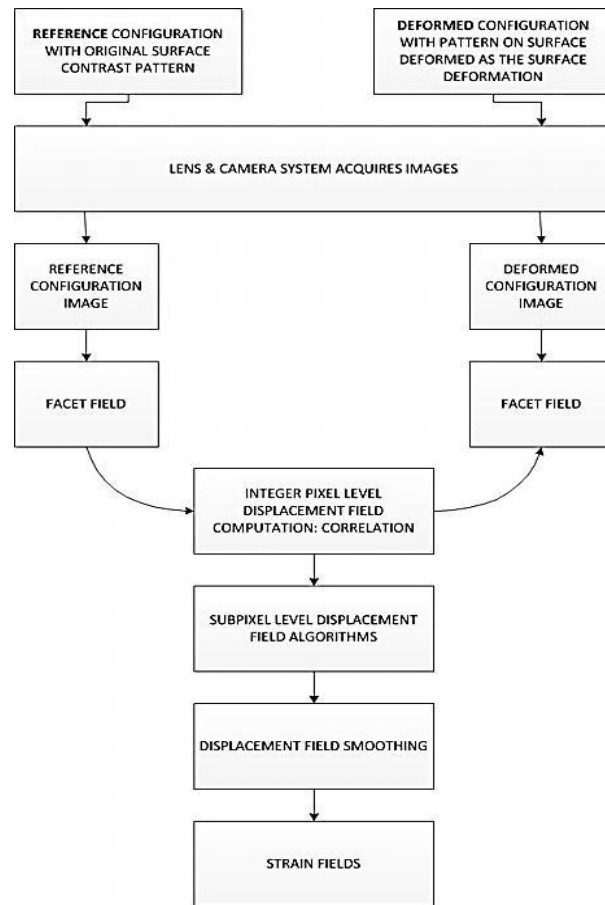 REFERENCE CONFIGURATION
WITH ORIGINAL SURFACE
CONTRAST PATTERN
DEFORMED CONFIGURATION
WITH PATTERN ON SURFACE
DEFORMED AS THE SURFACE
DEFORMATION
LENS & CAMERA SYSTEM ACQUIRES IMAGES
REFERENCE
CONFIGURATION
IMAGE
DEFORMED
CONFIGURATION
IMAGE
FACET FIELD
FACET FIELD
INTEGER PIXEL LEVEL
DISPLACEMENT FIELD
COMPUTATION: CORRELATION
SUBPIXEL LEVEL DISPLACEMENT
FIELD ALGORITHMS
DISPLACEMENT FIELD SMOOTHING
STRAIN FIELDS